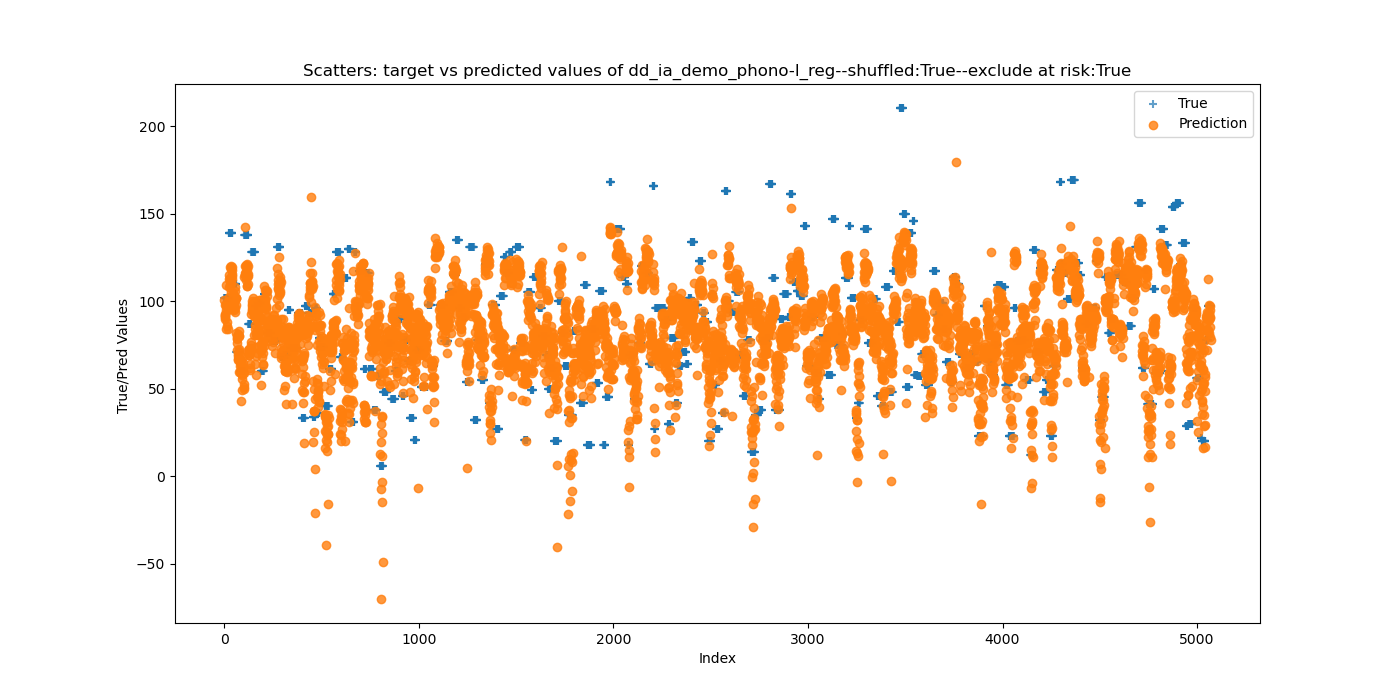 Scatters: target vs predicted values of dd_ia_demo_phono-l_reg--shuffled:True--exclude at risk:True
True
Prediction
True/Pred Values
200
150
100
50
0
−50
0
1000
2000
3000
4000
5000
Index